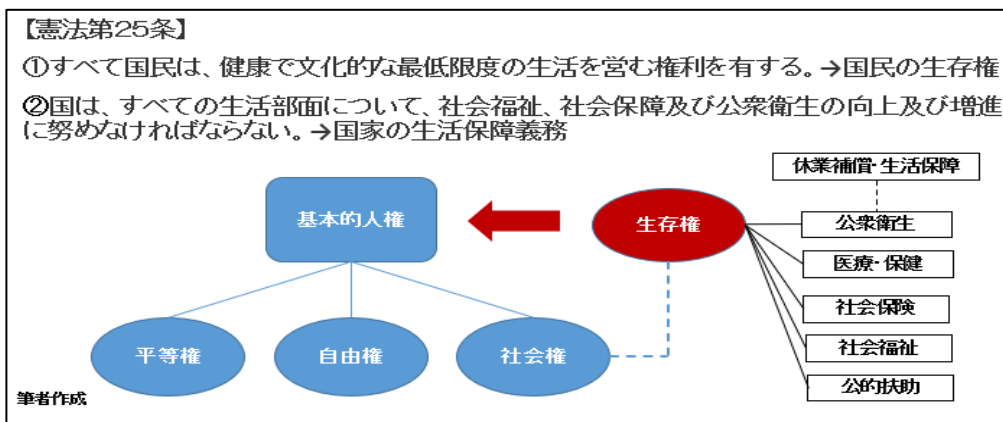 【憲法第25条】
①すべて国民は、健康で文化的な最低限度の生活を営む権利を有する。→国民の生存権
②国は、すべての生活部面について、社会福祉、社会保障及び公衆衛生の向上及び増進
に努めなければならない。→国家の生活保障義務
休業補償・生活保障
基本的人権
生存権
公衆衛生
医療・保健
社会保険
社会福祉
公的扶助
平等権
自由権
社会権
筆者作成